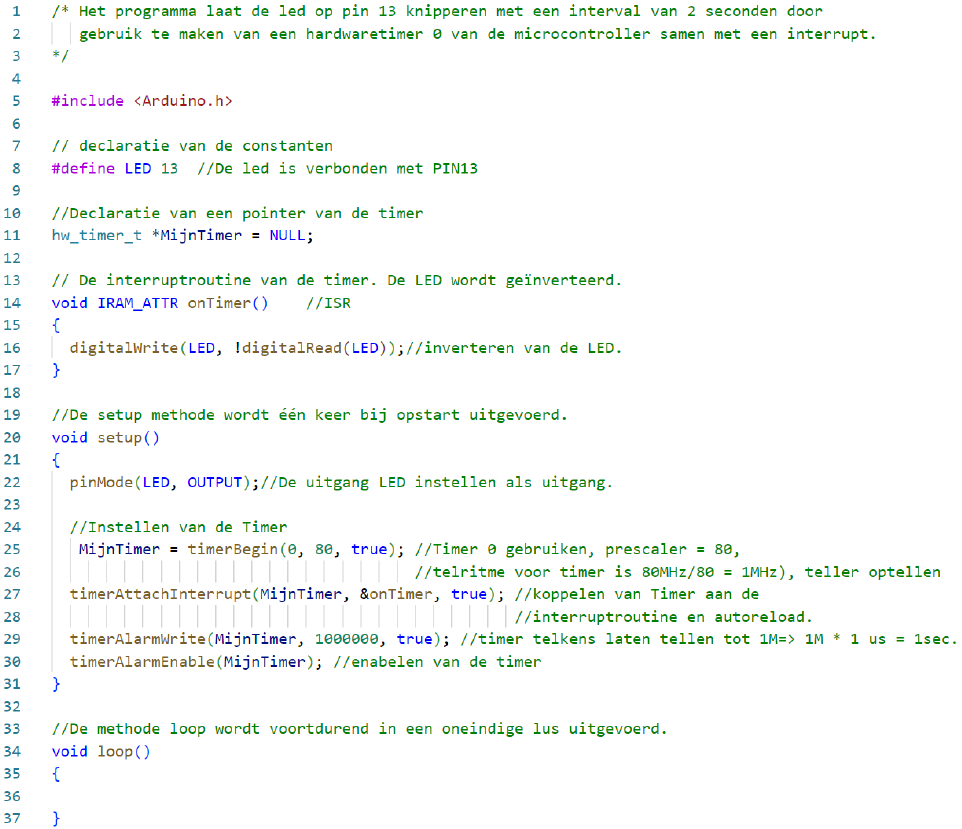 1 /* Het programma laat de led op pin 13 knipperen met een interval van 2 seconden door
2 gebruik te maken van een hardwaretimer 0 van de microcontroller samen met een interrupt.
3 */
4
5 #include <Arduino.h>
6
7 // declaratie van de constanten
8 #define LED 13 //De led is verbonden met PIN13
9
10 //Declaratie van een pointer van de timer
11 hw_timer_t *MijnTimer = NULL;
12
13 // De interruptroutine van de timer. De LED wordt geïnverteerd.
14 void IRAM_ATTR onTimer() //ISR
15 {
16 digitalWrite(LED, !digitalRead(LED));//inverteren van de LED.
17 }
18
19 //De setup methode wordt één keer bij opstart uitgevoerd.
20 void setup()
21 {
22 pinMode(LED, OUTPUT);//De uitgang LED instellen als uitgang.
23
24 //Instellen van de Timer
25 MijnTimer = timerBegin(0, 80, true); //Timer 0 gebruiken, prescaler = 80,
26 //telritme voor timer is 80MHz/80 = 1MHz), teller optellen
27 timerAttachInterrupt(MijnTimer, &onTimer, true); //koppelen van Timer aan de
28 //interruptroutine en autoreload.
29 timerAlarmWrite(MijnTimer, 1000000, true); //timer telkens laten tellen tot 1M=> 1M * 1 us = 1sec.
30 timerAlarmEnable(MijnTimer); //enabelen van de timer
31 }
32
33 //De methode loop wordt voortdurend in een oneindige lus uitgevoerd.
34 void loop()
35 {
36
37 }